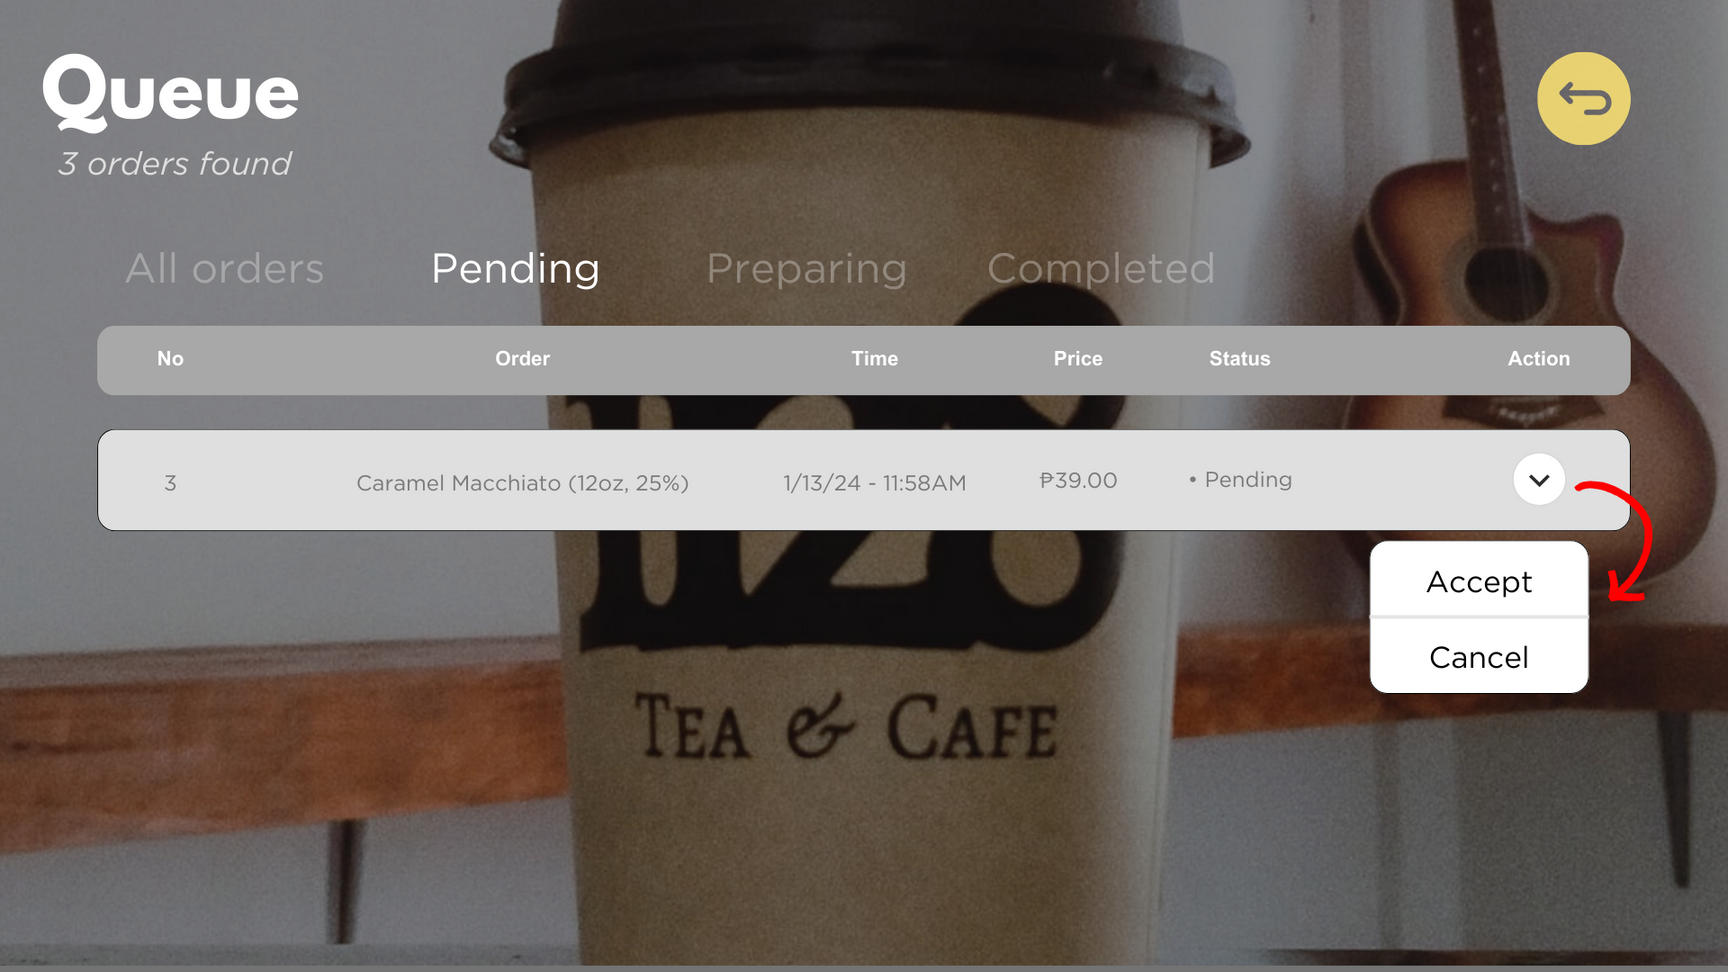 Queue
3 orders found
All orders Pending Preparing Completed
No Order Time Price Status Action
3 Caramel Macchiato (12oz, 25%) 1/13/24 - 11:58AM ₱39.00 • Pending
Accept
Cancel
TEA & CAFE